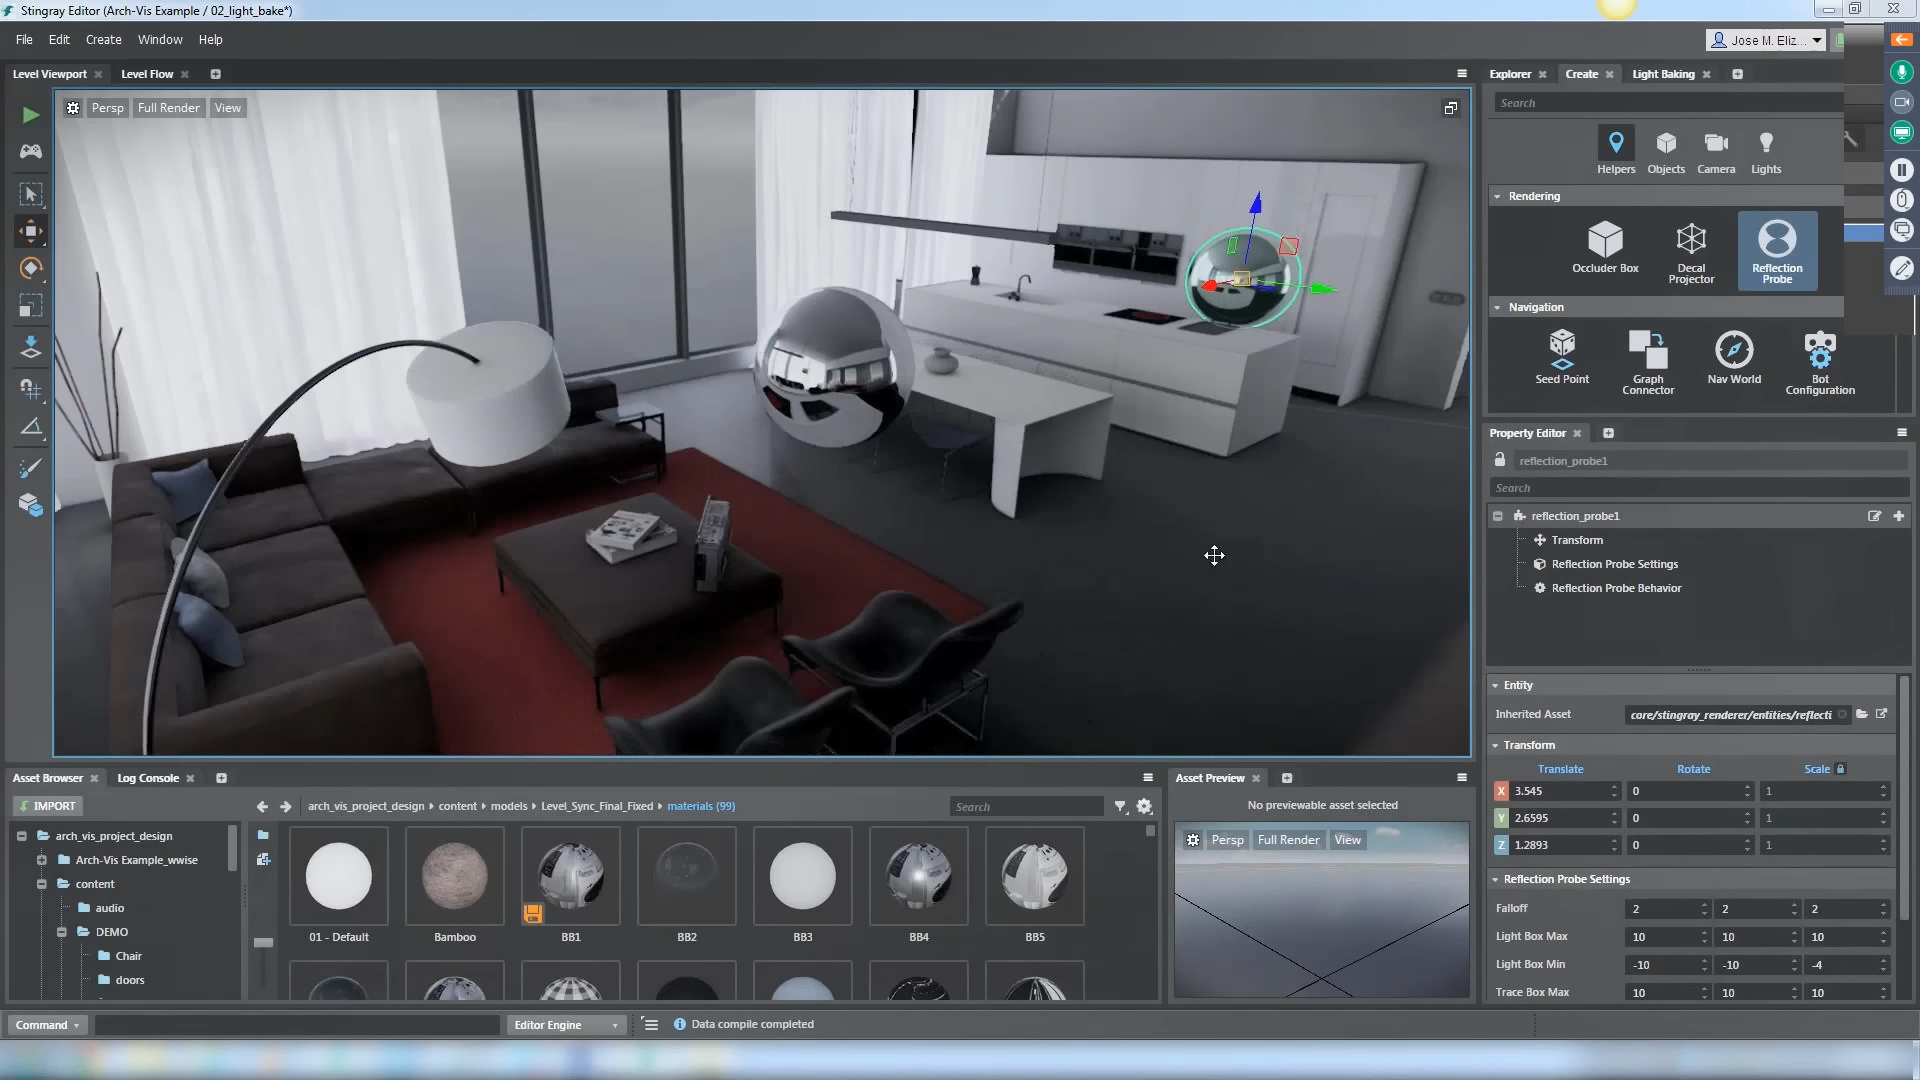 Stingray Editor (Arch-Vis Example / 02_light_bake*)
File Edit Create Window Help
Jose M. Eliz...
Level Viewport Level Flow
Persp Full Render View
Explorer Create Light Baking
Search
Helpers Objects Camera Lights
Rendering
Occluder Box
Decal Projector
Reflection Probe
Navigation
Seed Point
Graph Connector
Nav World
Bot Configuration
Property Editor
reflection_probe1
Search
reflection_probe1
Transform
Reflection Probe Settings
Reflection Probe Behavior
Entity
Inherited Asset core/stingray_renderer/entities/reflecti
Transform
Translate Rotate Scale
X 3.545 0 1
Y 2.6595 0 1
Z 1.2893 0 1
Reflection Probe Settings
Falloff 2 2 2
Light Box Max 10 10 10
Light Box Min -10 -10 -4
Trace Box Max 10 10 10
Asset Browser Log Console
IMPORT
arch_vis_project_design content models Level_Sync_Final_Fixed materials (99)
Search
arch_vis_project_design
Arch-Vis Example_wwise
content
audio
DEMO
Chair
doors
01 - Default Bamboo BB1 BB2 BB3 BB4 BB5
Asset Preview
No previewable asset selected
Persp Full Render View
Command
Editor Engine
Data compile completed